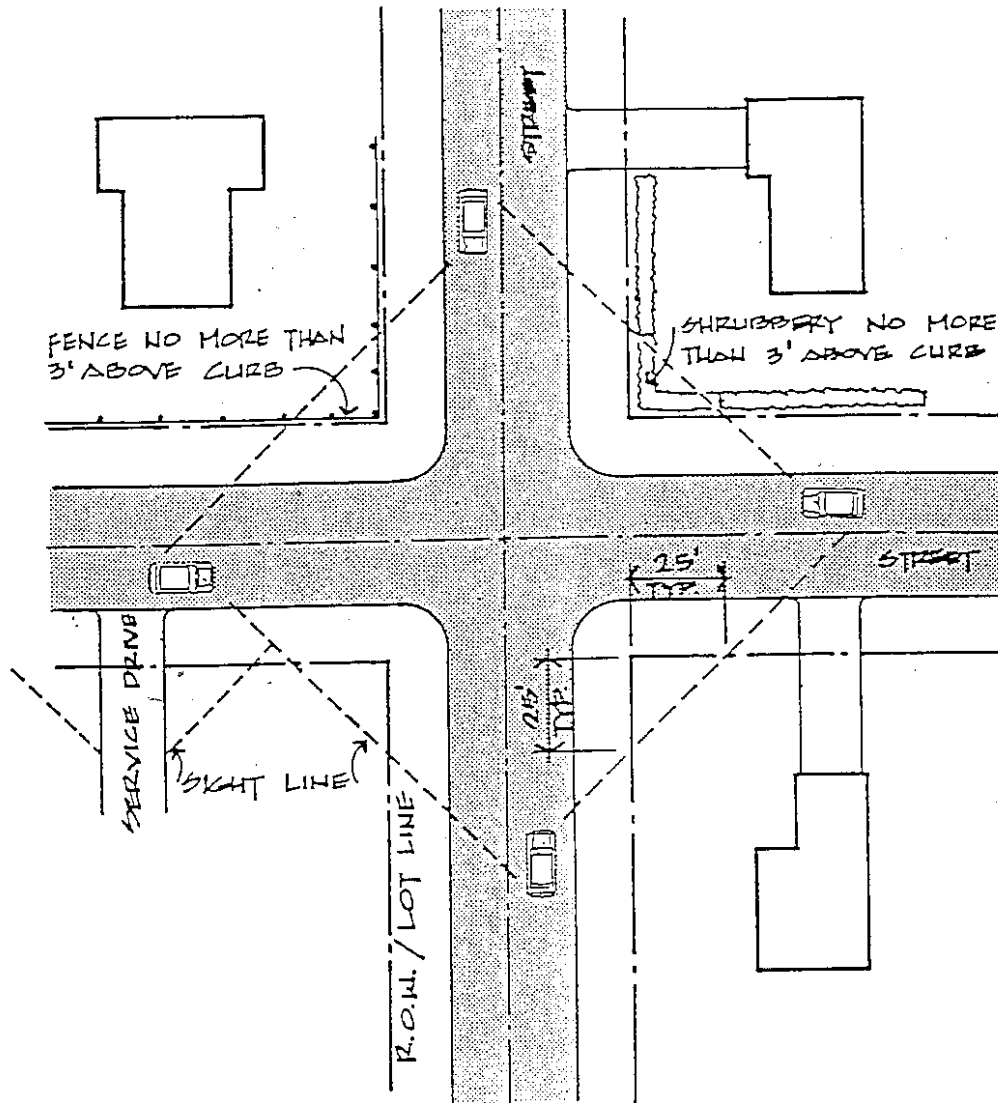 FENCE NO MORE THAN
3' ABOVE CURB
SHRUBBERY NO MORE
THAN 3' ABOVE CURB
25'
TYP.
STREET
25'
TYP.
SERVICE DRIVE
SIGHT LINE
R.O.W. / LOT LINE